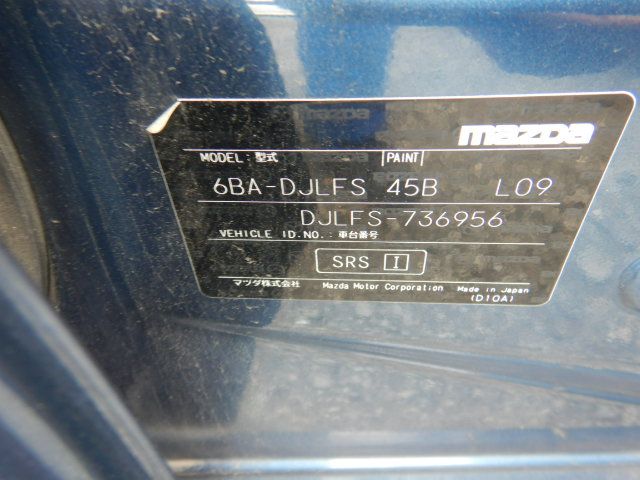 mazda
MODEL: 型式 PAINT
6BA-DJLFS 45B L09
DJLFS-736956
VEHICLE ID.NO.: 車台番号
SRS I
マツダ株式会社 Mazda Motor Corporation Made in Japan
(D10A)